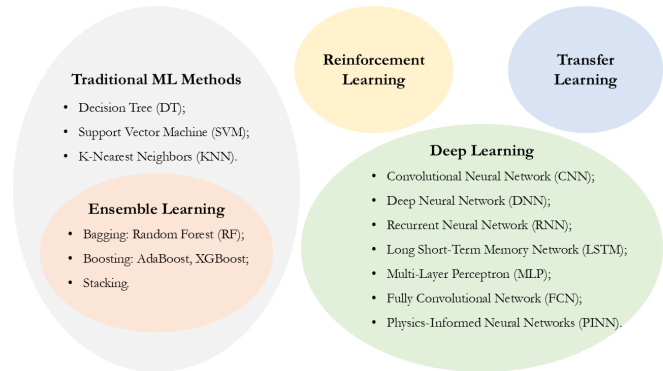 Traditional ML Methods
• Decision Tree (DT);
• Support Vector Machine (SVM);
• K-Nearest Neighbors (KNN).
Ensemble Learning
• Bagging: Random Forest (RF);
• Boosting: AdaBoost, XGBoost;
• Stacking.
Reinforcement
Learning
Transfer
Learning
Deep Learning
• Convolutional Neural Network (CNN);
• Deep Neural Network (DNN);
• Recurrent Neural Network (RNN);
• Long Short-Term Memory Network (LSTM);
• Multi-Layer Perceptron (MLP);
• Fully Convolutional Network (FCN);
• Physics-Informed Neural Networks (PINN).